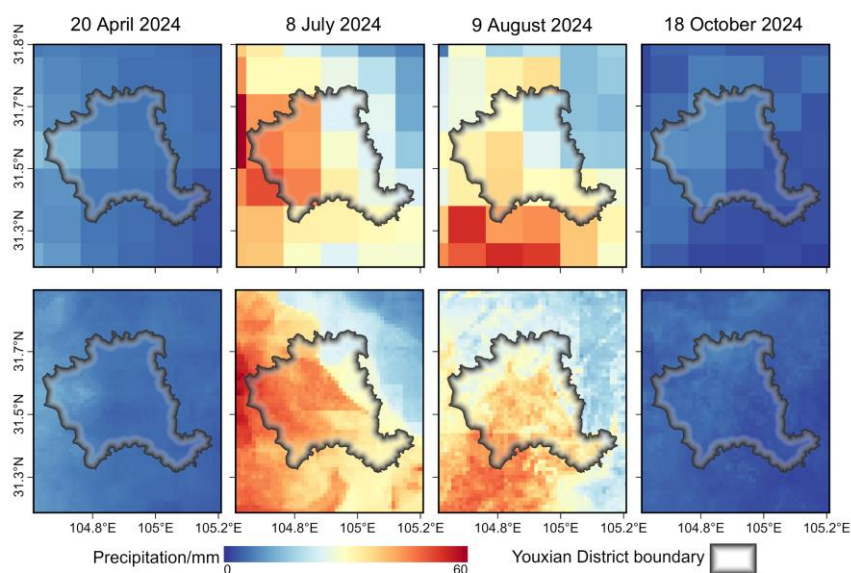 20 April 2024 8 July 2024 9 August 2024 18 October 2024
31.8°N
31.7°N
31.5°N
31.3°N
31.7°N
31.5°N
31.3°N
104.8°E 105°E 105.2°E 104.8°E 105°E 105.2°E 104.8°E 105°E 105.2°E 104.8°E 105°E 105.2°E
Precipitation/mm 0 60 Youxian District boundary